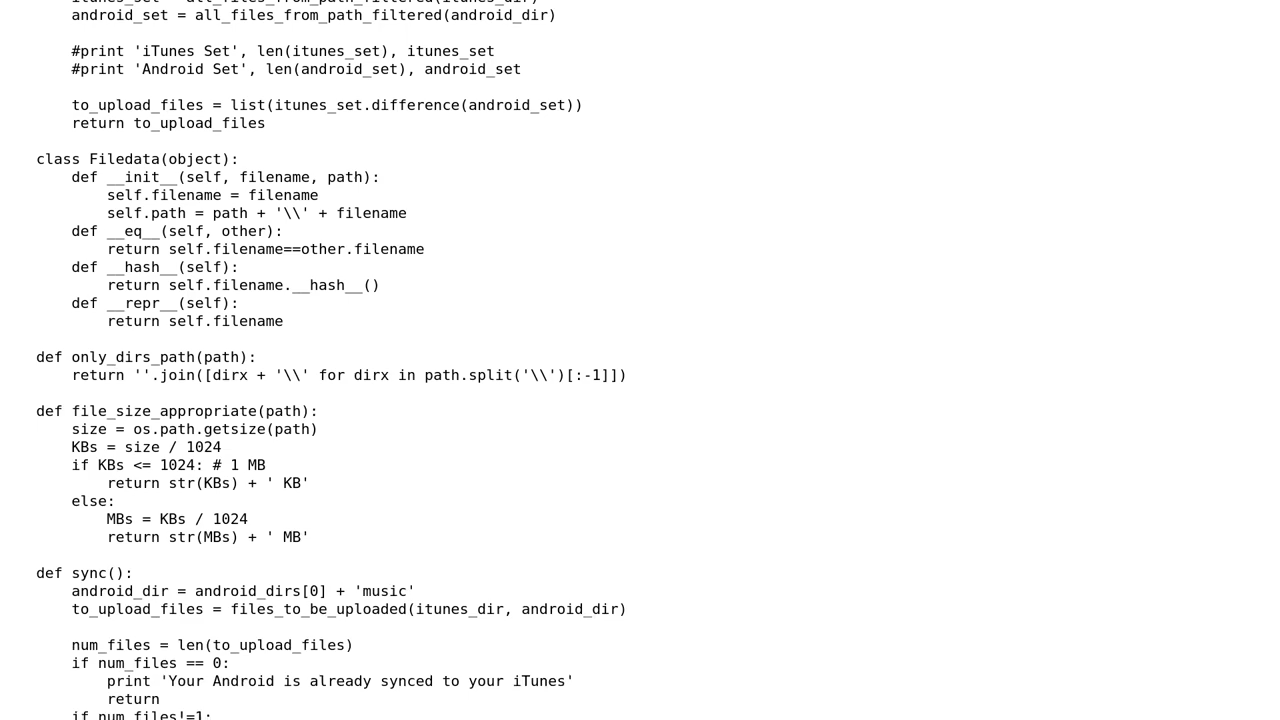 itunes_set = all_files_from_path_filtered(itunes_dir)
android_set = all_files_from_path_filtered(android_dir)
#print 'iTunes Set', len(itunes_set), itunes_set
#print 'Android Set', len(android_set), android_set
to_upload_files = list(itunes_set.difference(android_set))
return to_upload_files
class Filedata(object):
def __init__(self, filename, path):
self.filename = filename
self.path = path + '\\' + filename
def __eq__(self, other):
return self.filename==other.filename
def __hash__(self):
return self.filename.__hash__()
def __repr__(self):
return self.filename
def only_dirs_path(path):
return ''.join([dirx + '\\' for dirx in path.split('\\')[:-1]])
def file_size_appropriate(path):
size = os.path.getsize(path)
KBs = size / 1024
if KBs <= 1024: # 1 MB
return str(KBs) + ' KB'
else:
MBs = KBs / 1024
return str(MBs) + ' MB'
def sync():
android_dir = android_dirs[0] + 'music'
to_upload_files = files_to_be_uploaded(itunes_dir, android_dir)
num_files = len(to_upload_files)
if num_files == 0:
print 'Your Android is already synced to your iTunes'
return
if num_files!=1: